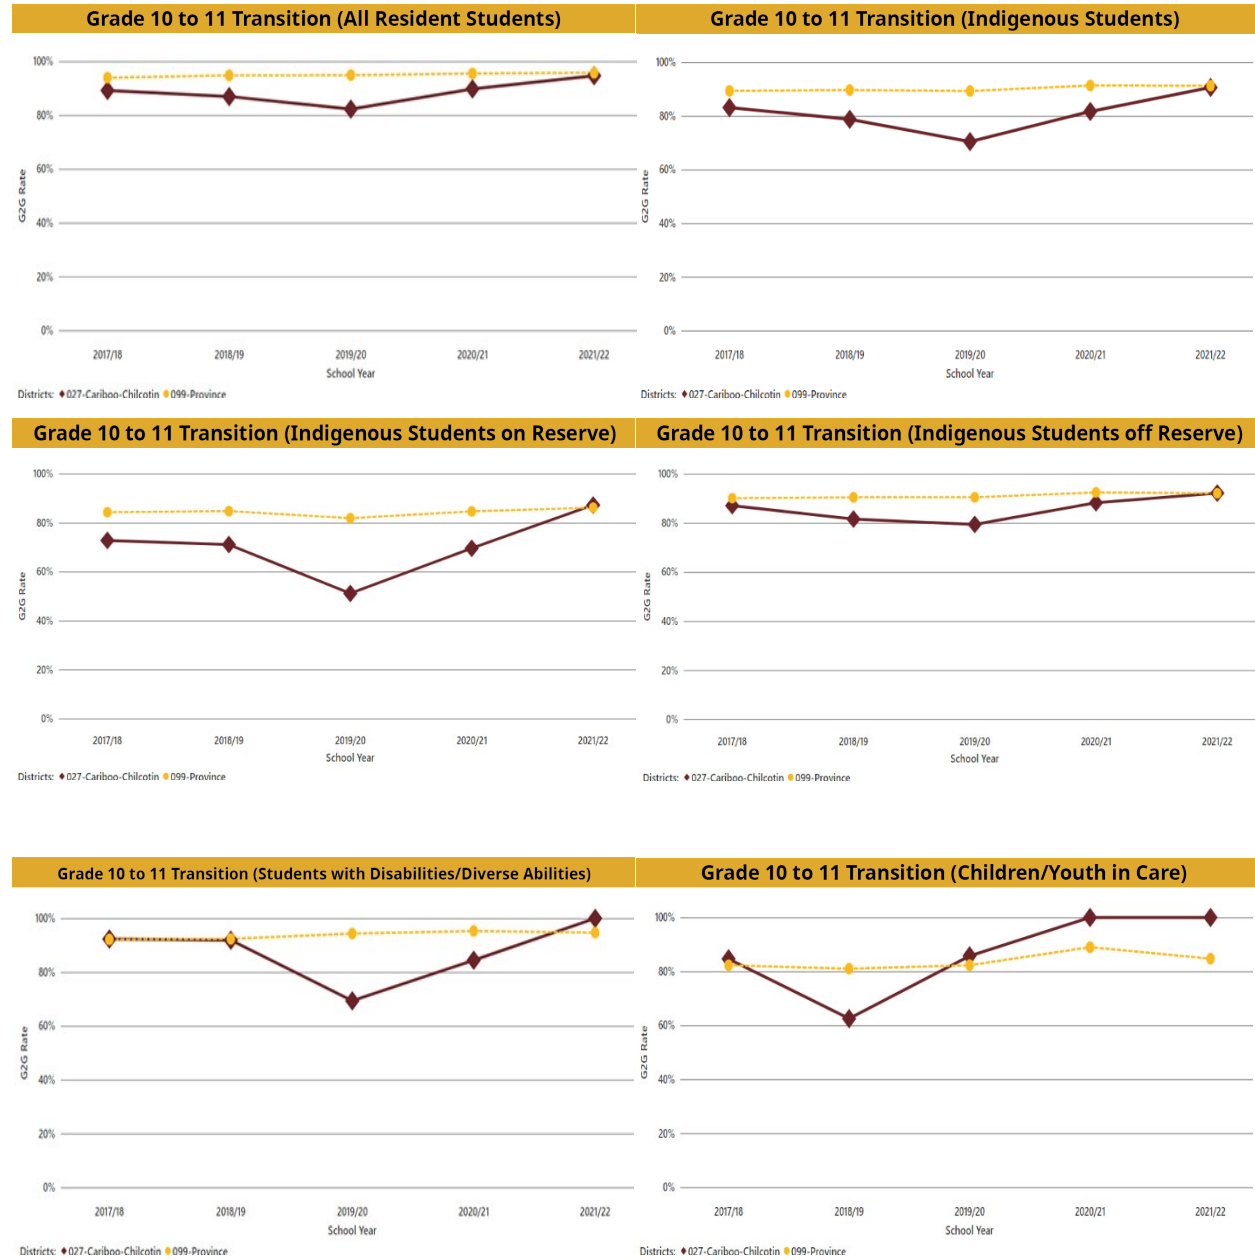 Grade 10 to 11 Transition (All Resident Students)
100%
80%
60%
40%
20%
0%
G2G Rate
2017/18 2018/19 2019/20 2020/21 2021/22
School Year
Districts: 027-Cariboo-Chilcotin 099-Province
Grade 10 to 11 Transition (Indigenous Students)
100%
80%
60%
40%
20%
0%
G2G Rate
2017/18 2018/19 2019/20 2020/21 2021/22
School Year
Districts: 027-Cariboo-Chilcotin 099-Province
Grade 10 to 11 Transition (Indigenous Students on Reserve)
100%
80%
60%
40%
20%
0%
G2G Rate
2017/18 2018/19 2019/20 2020/21 2021/22
School Year
Districts: 027-Cariboo-Chilcotin 099-Province
Grade 10 to 11 Transition (Indigenous Students off Reserve)
100%
80%
60%
40%
20%
0%
G2G Rate
2017/18 2018/19 2019/20 2020/21 2021/22
School Year
Districts: 027-Cariboo-Chilcotin 099-Province
Grade 10 to 11 Transition (Students with Disabilities/Diverse Abilities)
100%
80%
60%
40%
20%
0%
G2G Rate
2017/18 2018/19 2019/20 2020/21 2021/22
School Year
Districts: 027-Cariboo-Chilcotin 099-Province
Grade 10 to 11 Transition (Children/Youth in Care)
100%
80%
60%
40%
20%
0%
G2G Rate
2017/18 2018/19 2019/20 2020/21 2021/22
School Year
Districts: 027-Cariboo-Chilcotin 099-Province